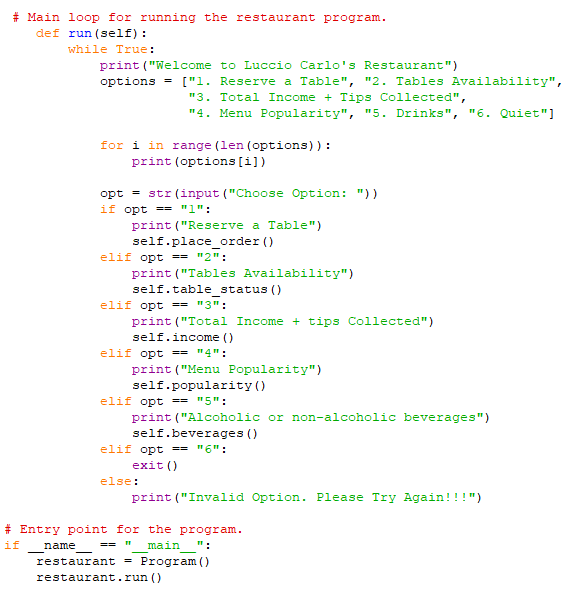 # Main loop for running the restaurant program.
def run(self):
while True:
print("Welcome to Luccio Carlo's Restaurant")
options = ["1. Reserve a Table", "2. Tables Availability",
"3. Total Income + Tips Collected",
"4. Menu Popularity", "5. Drinks", "6. Quiet"]
for i in range(len(options)):
print(options[i])
opt = str(input("Choose Option: "))
if opt == "1":
print("Reserve a Table")
self.place_order()
elif opt == "2":
print("Tables Availability")
self.table_status()
elif opt == "3":
print("Total Income + tips Collected")
self.income()
elif opt == "4":
print("Menu Popularity")
self.popularity()
elif opt == "5":
print("Alcoholic or non-alcoholic beverages")
self.beverages()
elif opt == "6":
exit()
else:
print("Invalid Option. Please Try Again!!!")
# Entry point for the program.
if __name__ == "__main__":
restaurant = Program()
restaurant.run()